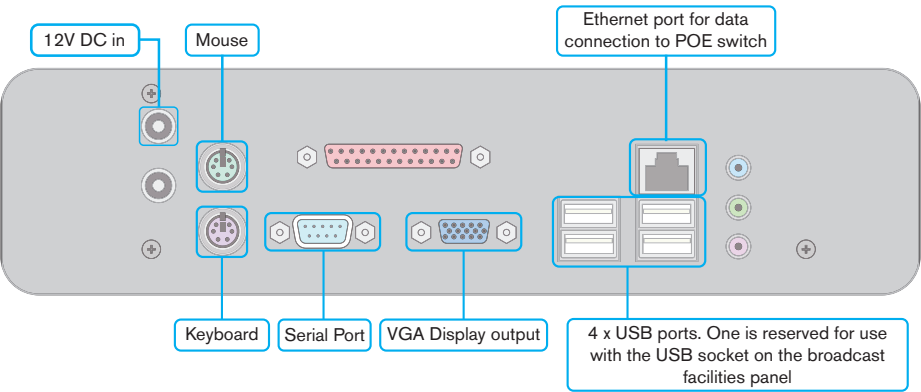 12V DC in
Mouse
Ethernet port for data
connection to POE switch
Keyboard
Serial Port
VGA Display output
4 x USB ports. One is reserved for use
with the USB socket on the broadcast
facilities panel